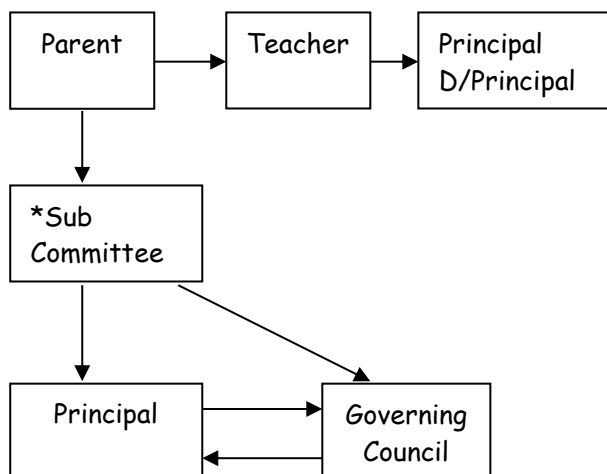 Parent
Teacher
Principal
D/Principal
*Sub
Committee
Principal
Governing
Council